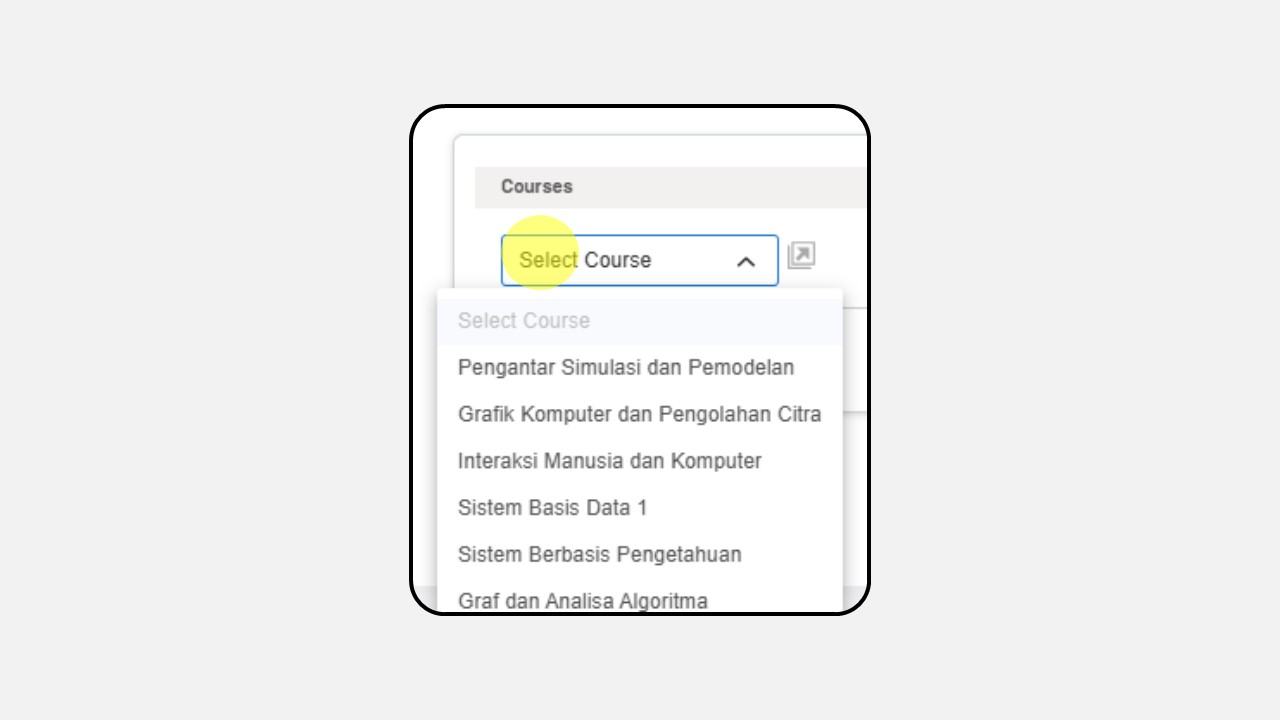 Courses
Select Course
Select Course
Pengantar Simulasi dan Pemodelan
Grafik Komputer dan Pengolahan Citra
Interaksi Manusia dan Komputer
Sistem Basis Data 1
Sistem Berbasis Pengetahuan
Graf dan Analisa Algoritma